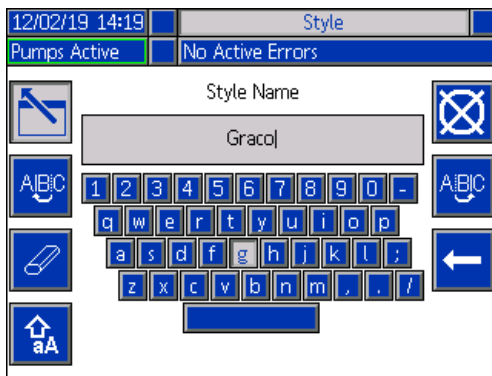 12/02/19 14:19 Style
Pumps Active No Active Errors
Style Name
Graco
ABC ABC
1 2 3 4 5 6 7 8 9 0 -
q w e r t y u i o p
a s d f g h j k l ;
z x c v b n m , . /
aA